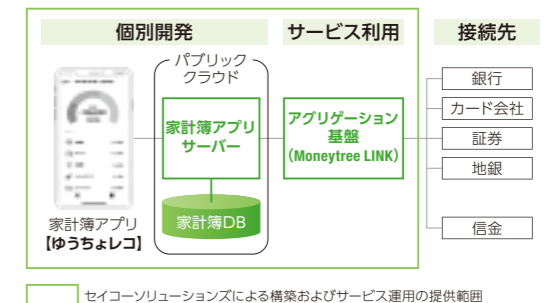 個別開発
サービス利用
接続先
パブリック
クラウド
家計簿アプリ
サーバー
家計簿DB
アグリゲーション
基盤
（Moneytree LINK）
銀行
カード会社
証券
地銀
信金
家計簿アプリ
【ゆうちょレコ】
セイコーソリューションズによる構築およびサービス運用の提供範囲